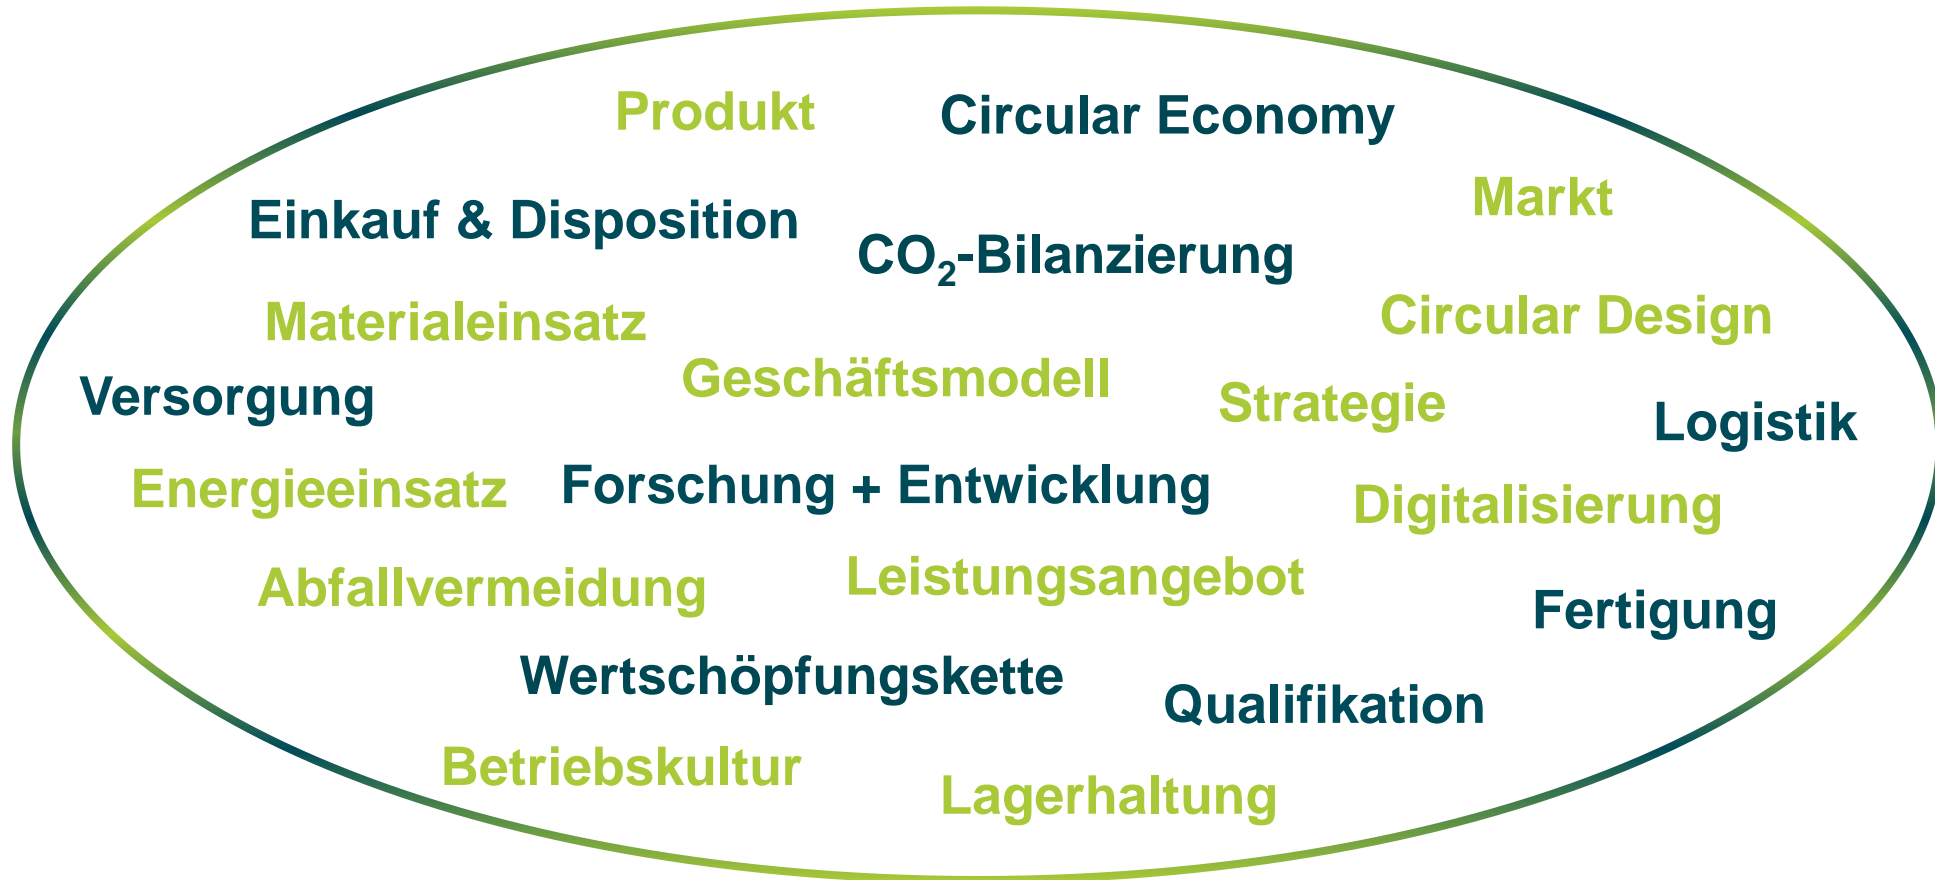 Produkt
Circular Economy
Markt
Einkauf & Disposition
CO₂-Bilanzierung
Materialeinsatz
Circular Design
Geschäftsmodell
Versorgung
Strategie
Logistik
Energieeinsatz
Forschung + Entwicklung
Digitalisierung
Abfallvermeidung
Leistungsangebot
Fertigung
Wertschöpfungskette
Qualifikation
Betriebskultur
Lagerhaltung